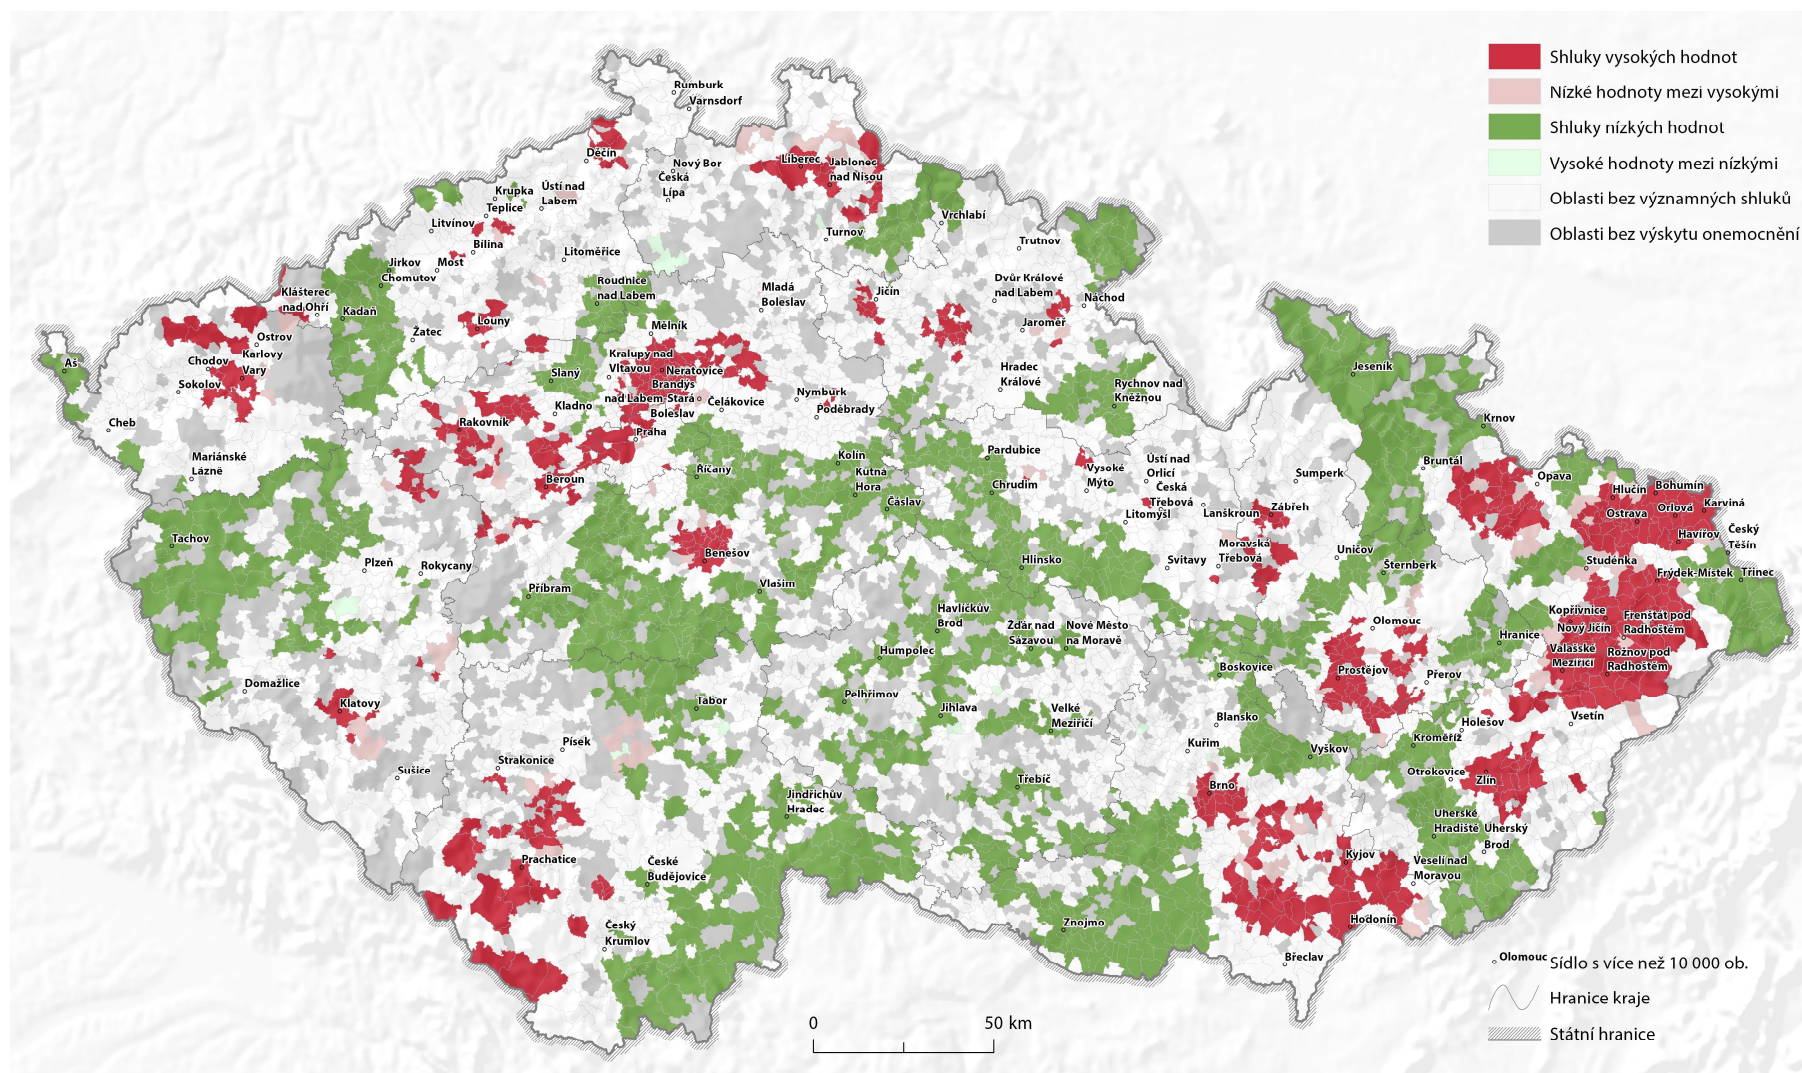 Shluky vysokých hodnot
Nízké hodnoty mezi vysokými
Shluky nízkých hodnot
Vysoké hodnoty mezi nízkými
Oblasti bez významných shluků
Oblasti bez výskytu onemocnění
Rumburk
Varnsdorf
Děčín
Nový Bor
Česká
Lípa
Liberec
Jablonec
nad Nisou
Krupka
Teplice
Ústí nad
Labem
Litvínov
Bílina
Most
Jirkov
Chomutov
Litoměřice
Turnov
Vrchlabí
Trutnov
Klášterec
nad Ohří
Kadaň
Roudnice
nad Labem
Mladá
Boleslav
Jičín
Dvůr Králové
nad Labem
Náchod
Jaroměř
Ostrov
Karlovy
Vary
Chodov
Sokolov
Aš
Cheb
Žatec
Louny
Mělník
Slaný
Kralupy nad
Vltavou
Neratovice
Brandýs
nad Labem-Stará
Boleslav
Čelákovice
Nymburk
Poděbrady
Hradec
Králové
Rychnov nad
Kněžnou
Jeseník
Krnov
Kladno
Rakovník
Praha
Mariánské
Lázně
Beroun
Říčany
Kolín
Kutná
Hora
Čáslav
Pardubice
Chrudim
Vysoké
Mýto
Ústí nad
Orlicí
Česká
Třebová
Litomyšl
Lanškroun
Zábřeh
Šumperk
Bruntál
Opava
Hlučín
Bohumín
Ostrava
Orlová
Karviná
Havířov
Český
Těšín
Tachov
Plzeň
Rokycany
Příbram
Benešov
Vlašim
Hlinsko
Svitavy
Moravská
Třebová
Uničov
Šternberk
Studénka
Frýdek-Místek
Třinec
Havlíčkův
Brod
Žďár nad
Sázavou
Nové Město
na Moravě
Humpolec
Olomouc
Kopřivnice
Nový Jičín
Frenštát pod
Radhoštěm
Hranice
Valašské
Meziříčí
Rožnov pod
Radhoštěm
Boskovice
Prostějov
Přerov
Domažlice
Klatovy
Tábor
Pelhřimov
Jihlava
Velké
Meziříčí
Blansko
Holešov
Vsetín
Kroměříž
Písek
Strakonice
Sušice
Kuřim
Vyškov
Otrokovice
Zlín
Třebíč
Brno
Jindřichův
Hradec
Uherské
Hradiště
Uherský
Brod
Prachatice
České
Budějovice
Kyjov
Veselí nad
Moravou
Český
Krumlov
Znojmo
Hodonín
Břeclav
Olomouc Sídlo s více než 10 000 ob.
Hranice kraje
Státní hranice
0 50 km